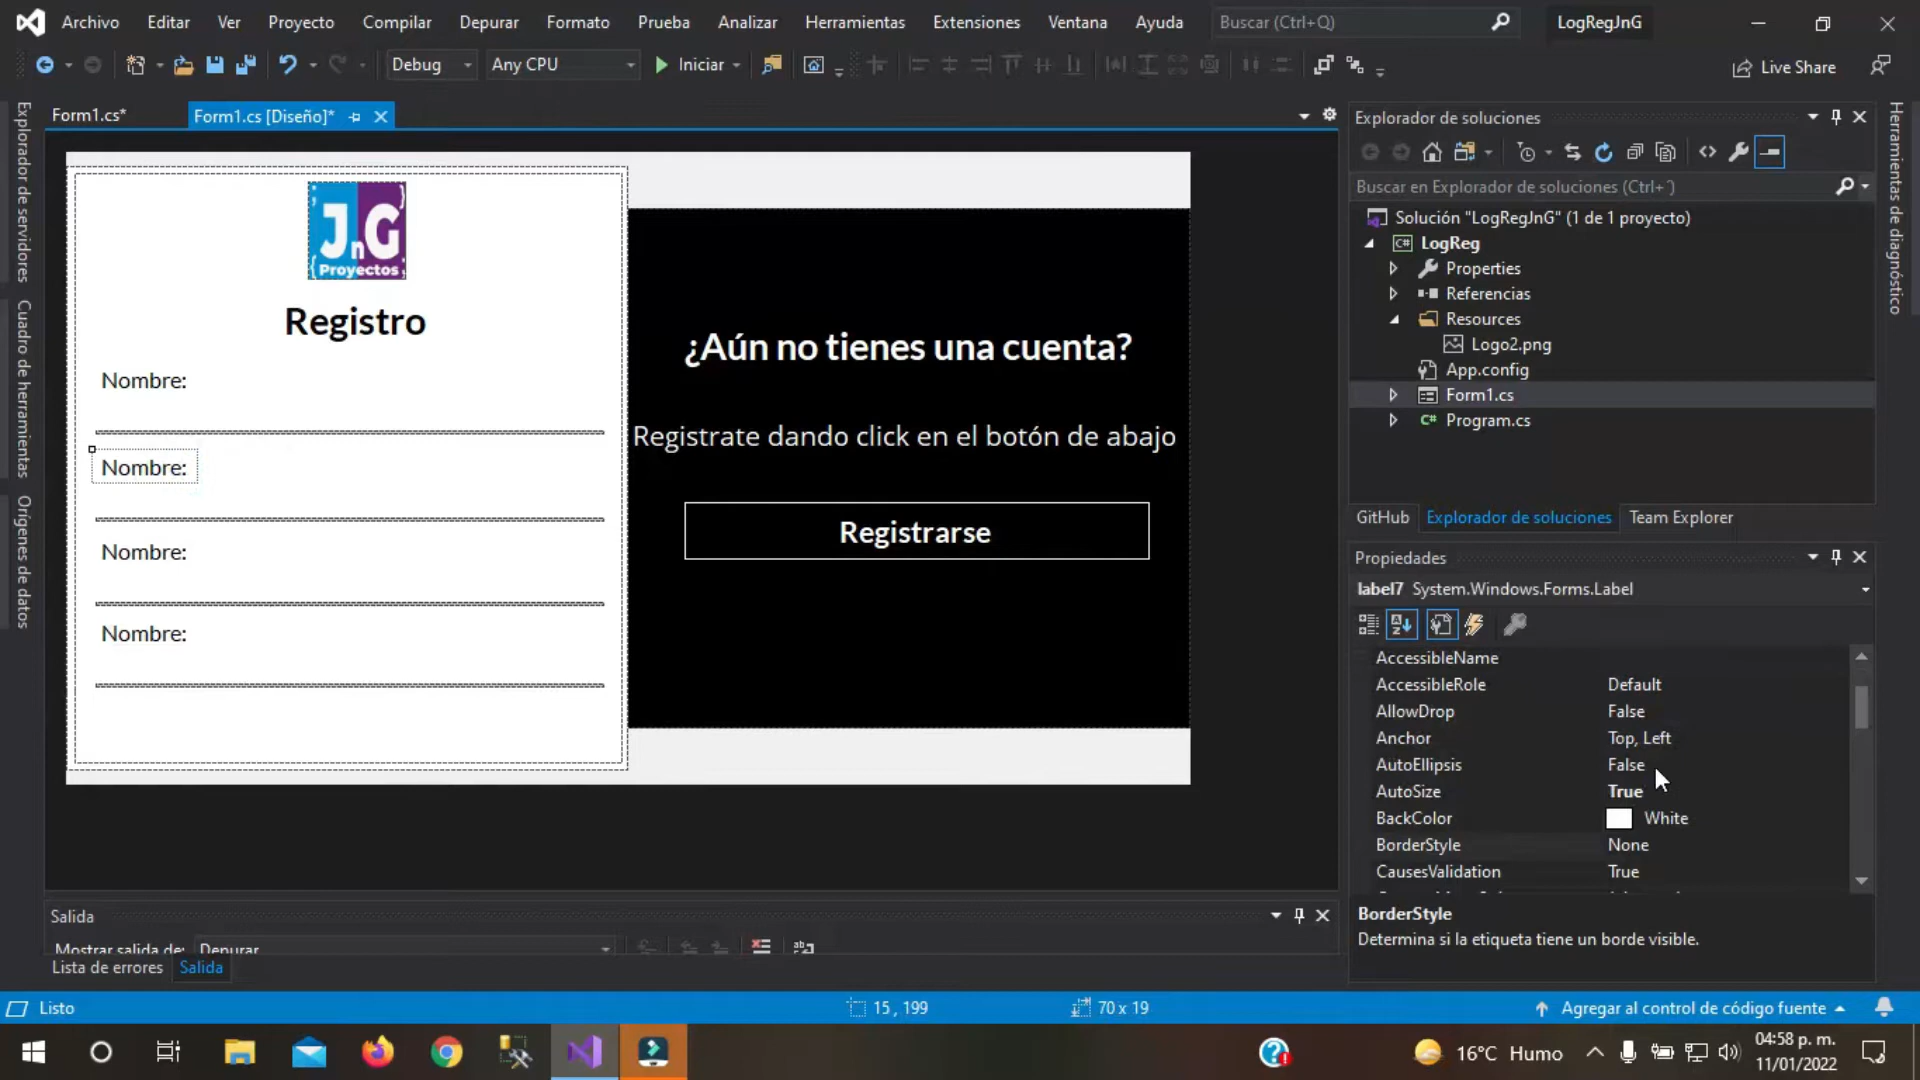 Archivo Editar Ver Proyecto Compilar Depurar Formato Prueba Analizar Herramientas Extensiones Ventana Ayuda Buscar (Ctrl+Q) LogRegJnG
Debug Any CPU Iniciar Live Share
Explorador de servidores
Cuadro de herramientas
Orígenes de datos
Form1.cs* Form1.cs [Diseño]*
JnG
Proyectos
Registro
Nombre:
Nombre:
Nombre:
Nombre:
¿Aún no tienes una cuenta?
Registrate dando click en el botón de abajo
Registrarse
Explorador de soluciones
Buscar en Explorador de soluciones (Ctrl+´)
Solución "LogRegJnG" (1 de 1 proyecto)
LogReg
Properties
Referencias
Resources
Logo2.png
App.config
Form1.cs
Program.cs
GitHub Explorador de soluciones Team Explorer
Propiedades
label7 System.Windows.Forms.Label
AccessibleName
AccessibleRole Default
AllowDrop False
Anchor Top, Left
AutoEllipsis False
AutoSize True
BackColor White
BorderStyle None
CausesValidation True
BorderStyle
Determina si la etiqueta tiene un borde visible.
Herramientas de diagnóstico
Salida
Mostrar salida de: Depurar
Lista de errores Salida
Listo 15 , 199 70 x 19 Agregar al control de código fuente
16°C Humo 04:58 p. m.
11/01/2022